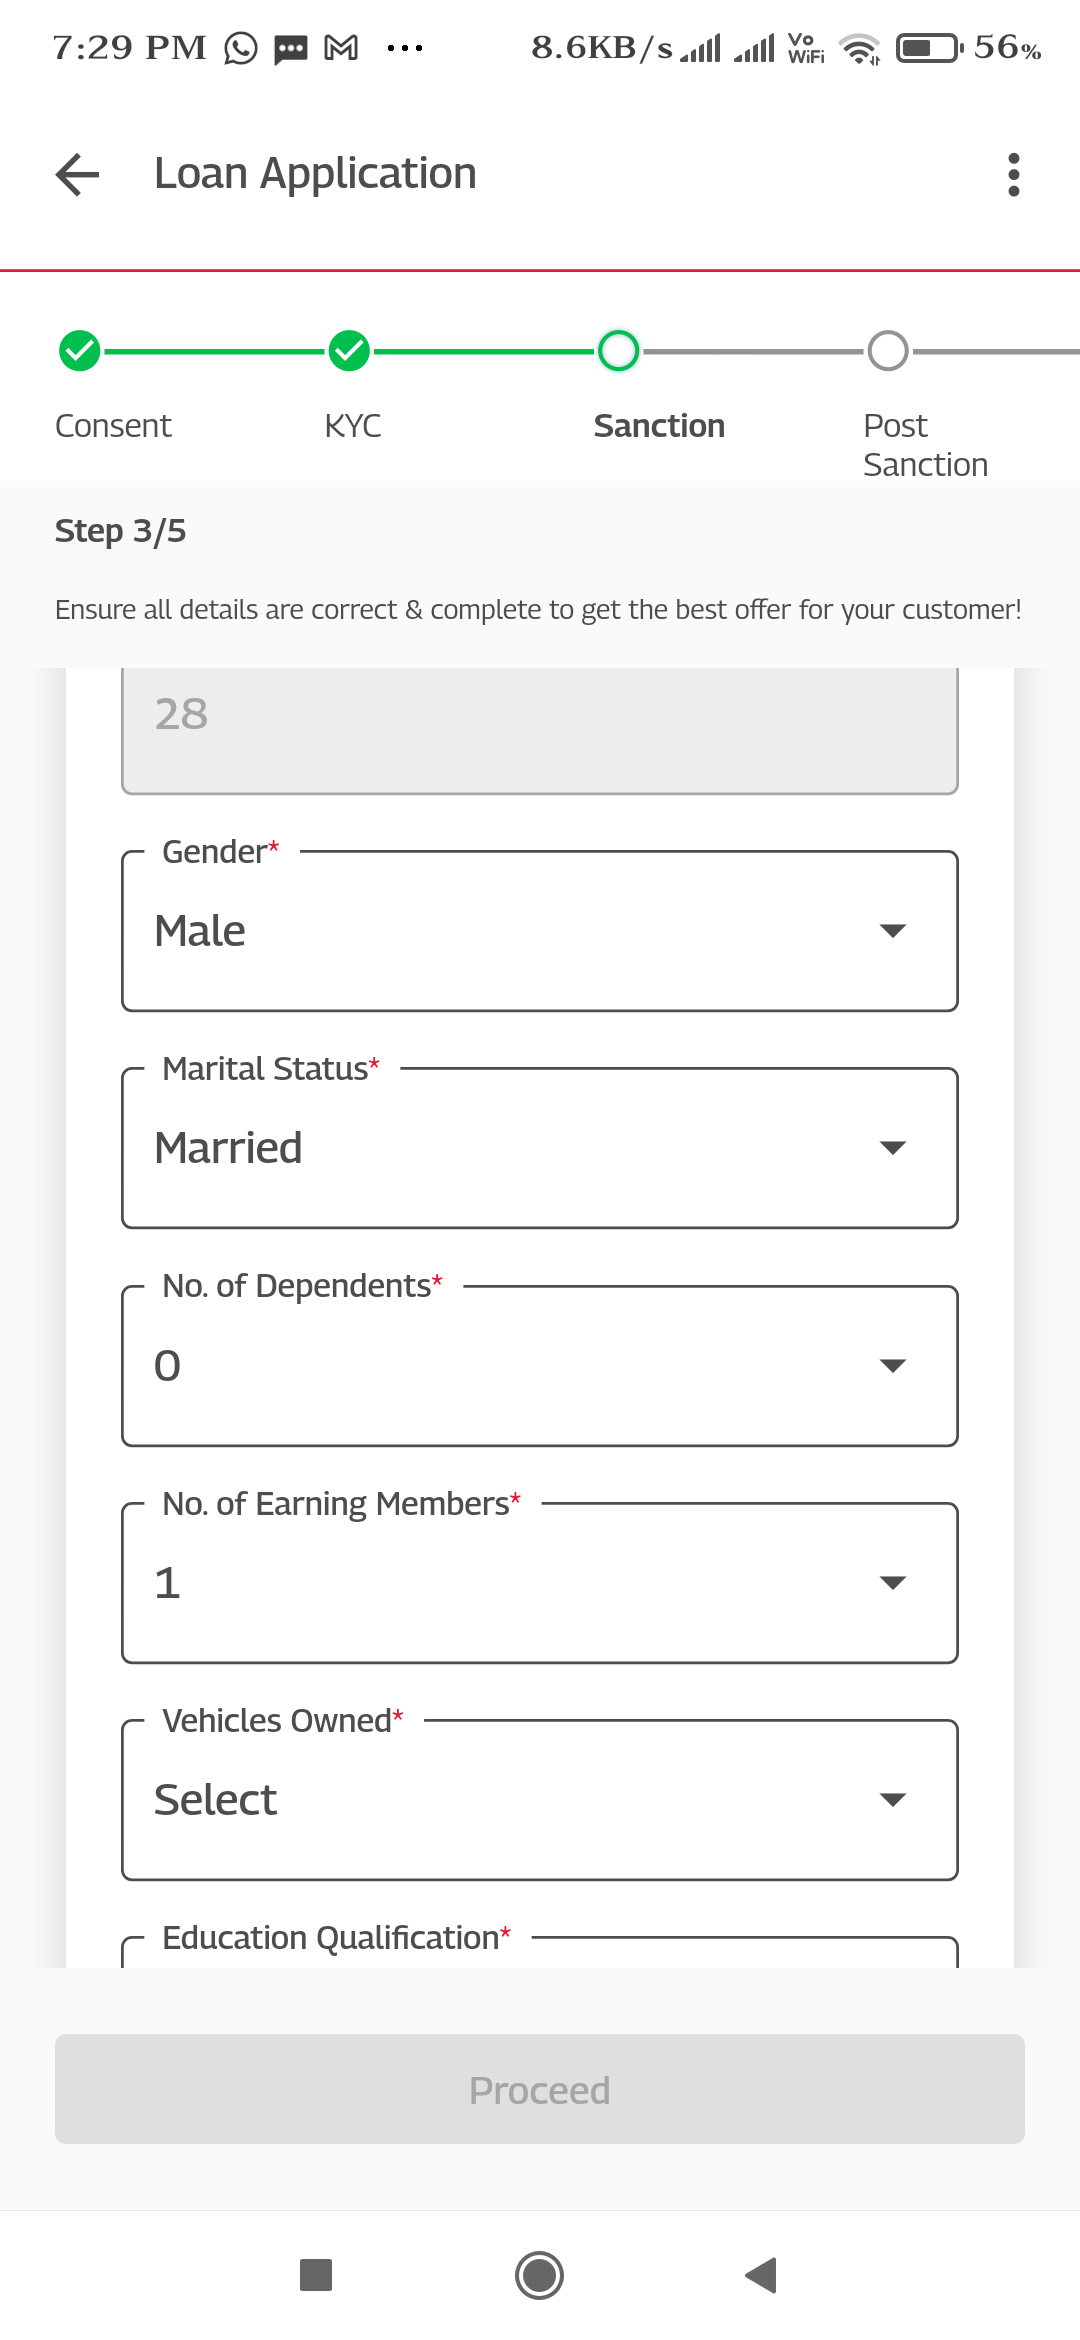 7:29 PM ... 8.6KB/s Vo WiFi 56%
Loan Application
Consent KYC Sanction Post Sanction
Step 3/5
Ensure all details are correct & complete to get the best offer for your customer!
28
Gender*
Male
Marital Status*
Married
No. of Dependents*
0
No. of Earning Members*
1
Vehicles Owned*
Select
Education Qualification*
Proceed